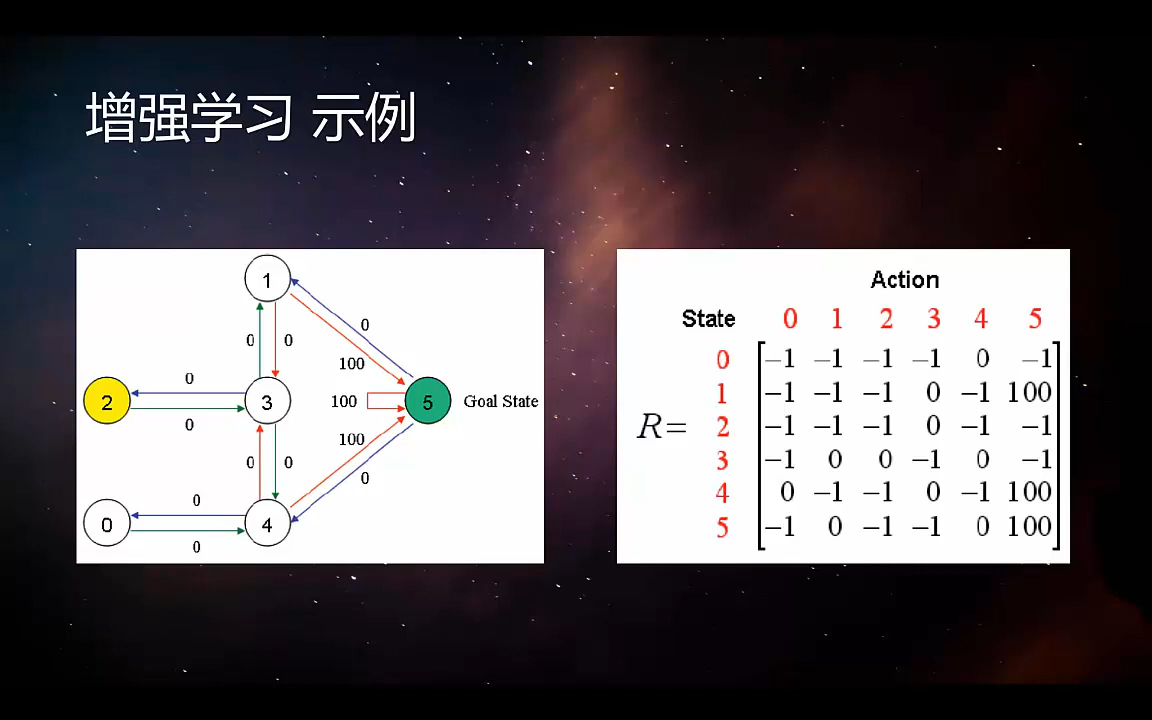 增强学习 示例
1
0
0
0
100
0
2
0
3
100
5
Goal State
0
100
0
0
0
0
0
4
0
Action
State 0 1 2 3 4 5
0 −1 −1 −1 −1 0 −1
1 −1 −1 −1 0 −1 100
R= 2 −1 −1 −1 0 −1 −1
3 −1 0 0 −1 0 −1
4 0 −1 −1 0 −1 100
5 −1 0 −1 −1 0 100